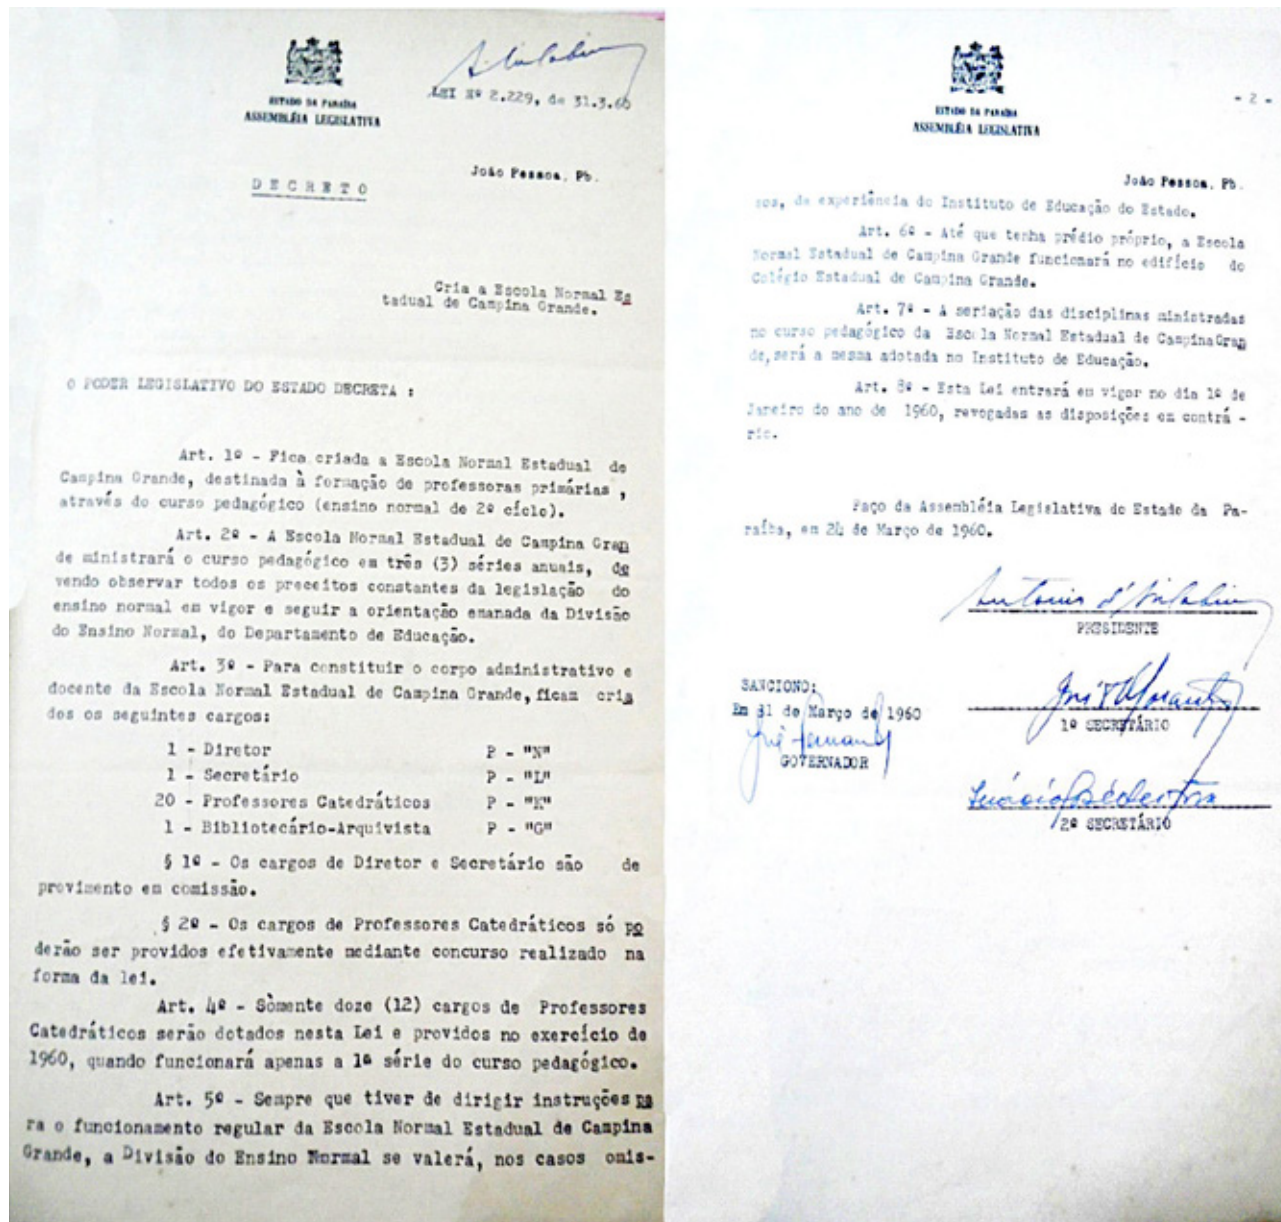 ESTADO DA PARAÍBA
ASSEMBLÉIA LEGISLATIVA
LEI Nº 2.229, de 31.3.60
João Pessoa, Pb.
DECRETO
Cria a Escola Normal Es
tadual de Campina Grande.
O PODER LEGISLATIVO DO ESTADO DECRETA :
Art. 1º - Fica criada a Escola Normal Estadual de
Campina Grande, destinada à formação de professoras primárias ,
através do curso pedagógico (ensino normal de 2º ciclo).
Art. 2º - A Escola Normal Estadual de Campina Gran
de ministrará o curso pedagógico em três (3) séries anuais, de
vendo observar todos os preceitos constantes da legislação do
ensino normal em vigor e seguir a orientação emanada da Divisão
do Ensino Normal, do Departamento de Educação.
Art. 3º - Para constituir o corpo administrativo e
docente da Escola Normal Estadual de Campina Grande, ficam cria
dos os seguintes cargos:
1 - Diretor P - "N"
1 - Secretário P - "L"
20 - Professores Catedráticos P -
1 - Bibliotecário-Arquivista P - "G"
§ 1º - Os cargos de Diretor e Secretário são de
provimento em comissão.
§ 2º - Os cargos de Professores Catedráticos só po
derão ser providos efetivamente mediante concurso realizado na
forma da lei.
Art. 4º - Sòmente doze (12) cargos de Professores
Catedráticos serão dotados nesta Lei e providos no exercício de
1960, quando funcionará apenas a 1ª série do curso pedagógico.
Art. 5º - Sempre que tiver de dirigir instruções pa
ra o funcionamento regular da Escola Normal Estadual de Campina
Grande, a Divisão do Ensino Normal se valerá, nos casos omis-
ESTADO DA PARAÍBA
ASSEMBLÉIA LEGISLATIVA
- 2 -
João Pessoa, Pb.
sos, da experiência do Instituto de Educação do Estado.
Art. 6º - Até que tenha prédio próprio, a Escola
Normal Estadual de Campina Grande funcionará no edifício do
Colégio Estadual de Campina Grande.
Art. 7º - A seriação das disciplinas ministradas
no curso pedagógico da Escola Normal Estadual de CampinaGran
de, será a mesma adotada no Instituto de Educação.
Art. 8º - Esta Lei entrará em vigor no dia 1º de
Janeiro do ano de 1960, revogadas as disposições em contrá -
rio.
Paço da Assembléia Legislativa do Estado da Pa-
raíba, em 24 de Março de 1960.
PRESIDENTE
SANCIONO:
Em 31 de Março de 1960
GOVERNADOR
1º SECRETÁRIO
2º SECRETÁRIO